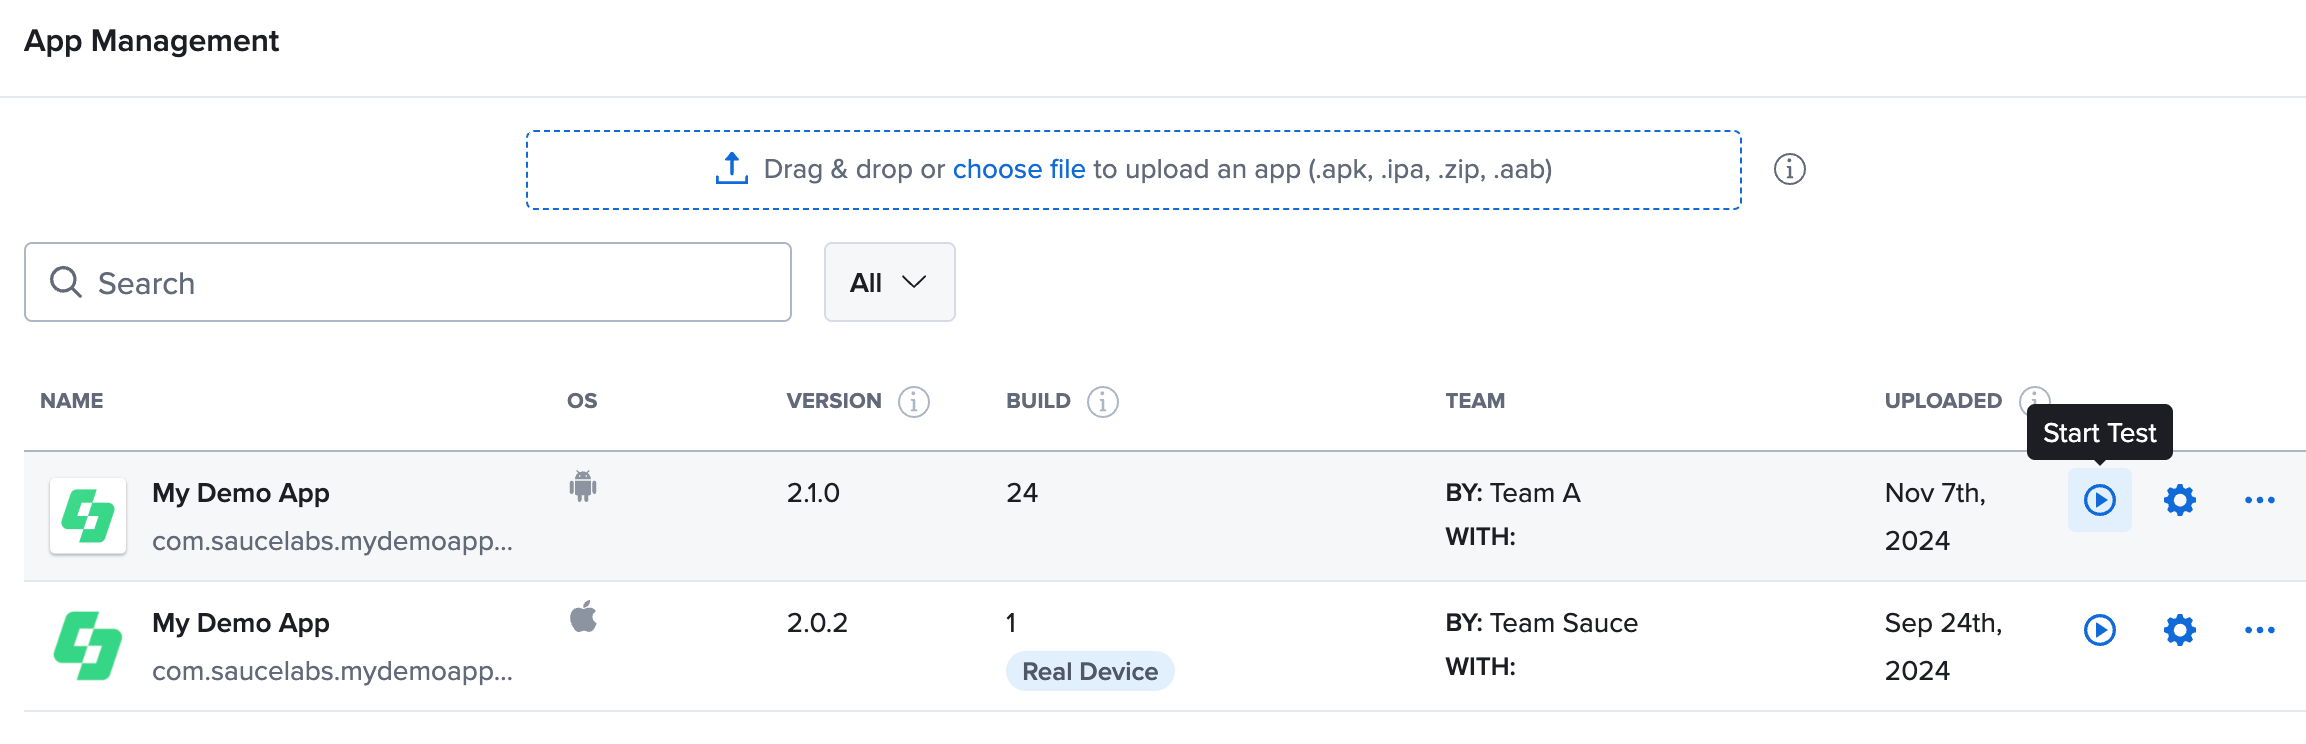 App Management
Drag & drop or choose file to upload an app (.apk, .ipa, .zip, .aab)
Search
All
NAME OS VERSION BUILD TEAM UPLOADED
Start Test
My Demo App 2.1.0 24 BY: Team A Nov 7th,
com.saucelabs.mydemoapp... WITH: 2024
My Demo App 2.0.2 1 BY: Team Sauce Sep 24th,
com.saucelabs.mydemoapp... Real Device WITH: 2024